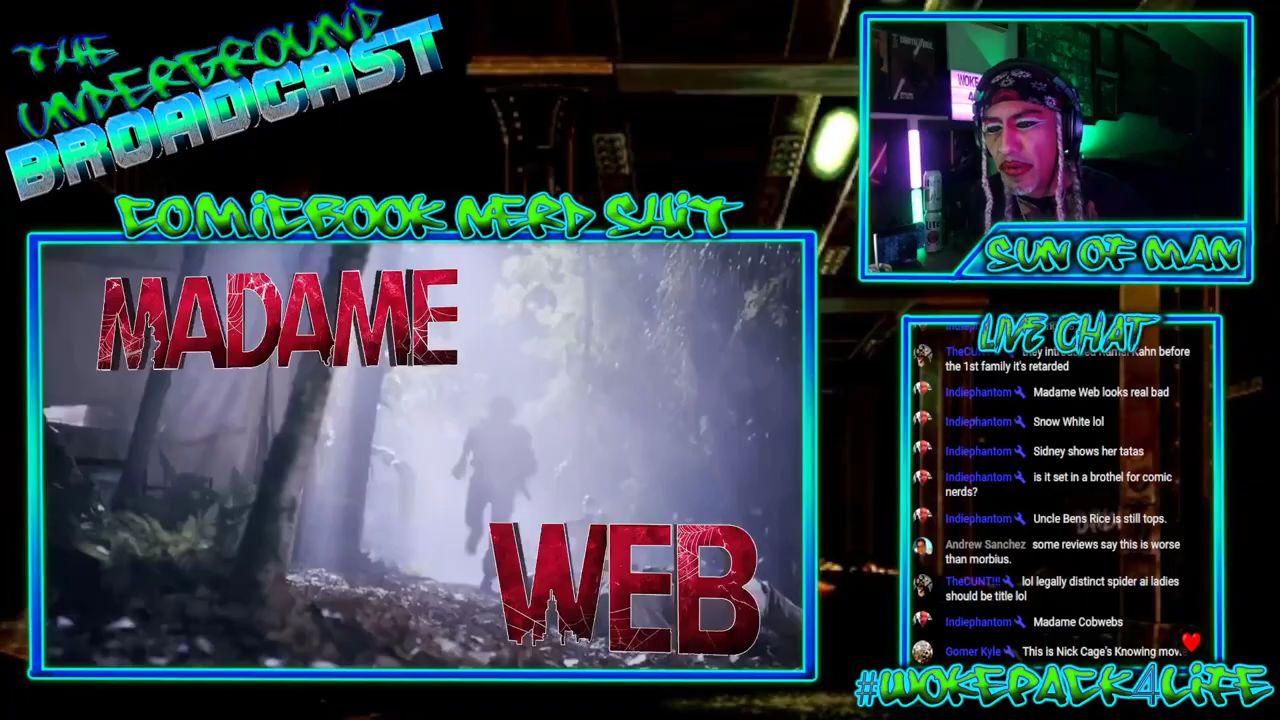 THE
UNDERGROUND
BROADCAST
COMICBOOK NERD SHIT
MADAME
WEB
SUN OF MAN
LIVE CHAT
Kahn before
the 1st family it's retarded
Indiephantom Madame Web looks real bad
Indiephantom Snow White lol
Indiephantom Sidney shows her tatas
Indiephantom is it set in a brothel for comic
nerds?
Indiephantom Uncle Bens Rice is still tops.
Andrew Sanchez some reviews say this is worse
than morbius.
TheCUNT!!! lol legally distinct spider ai ladies
should be title lol
Indiephantom Madame Cobwebs
Gomer Kyle This is Nick Cage's Knowing
#WOKEPACK4LIFE